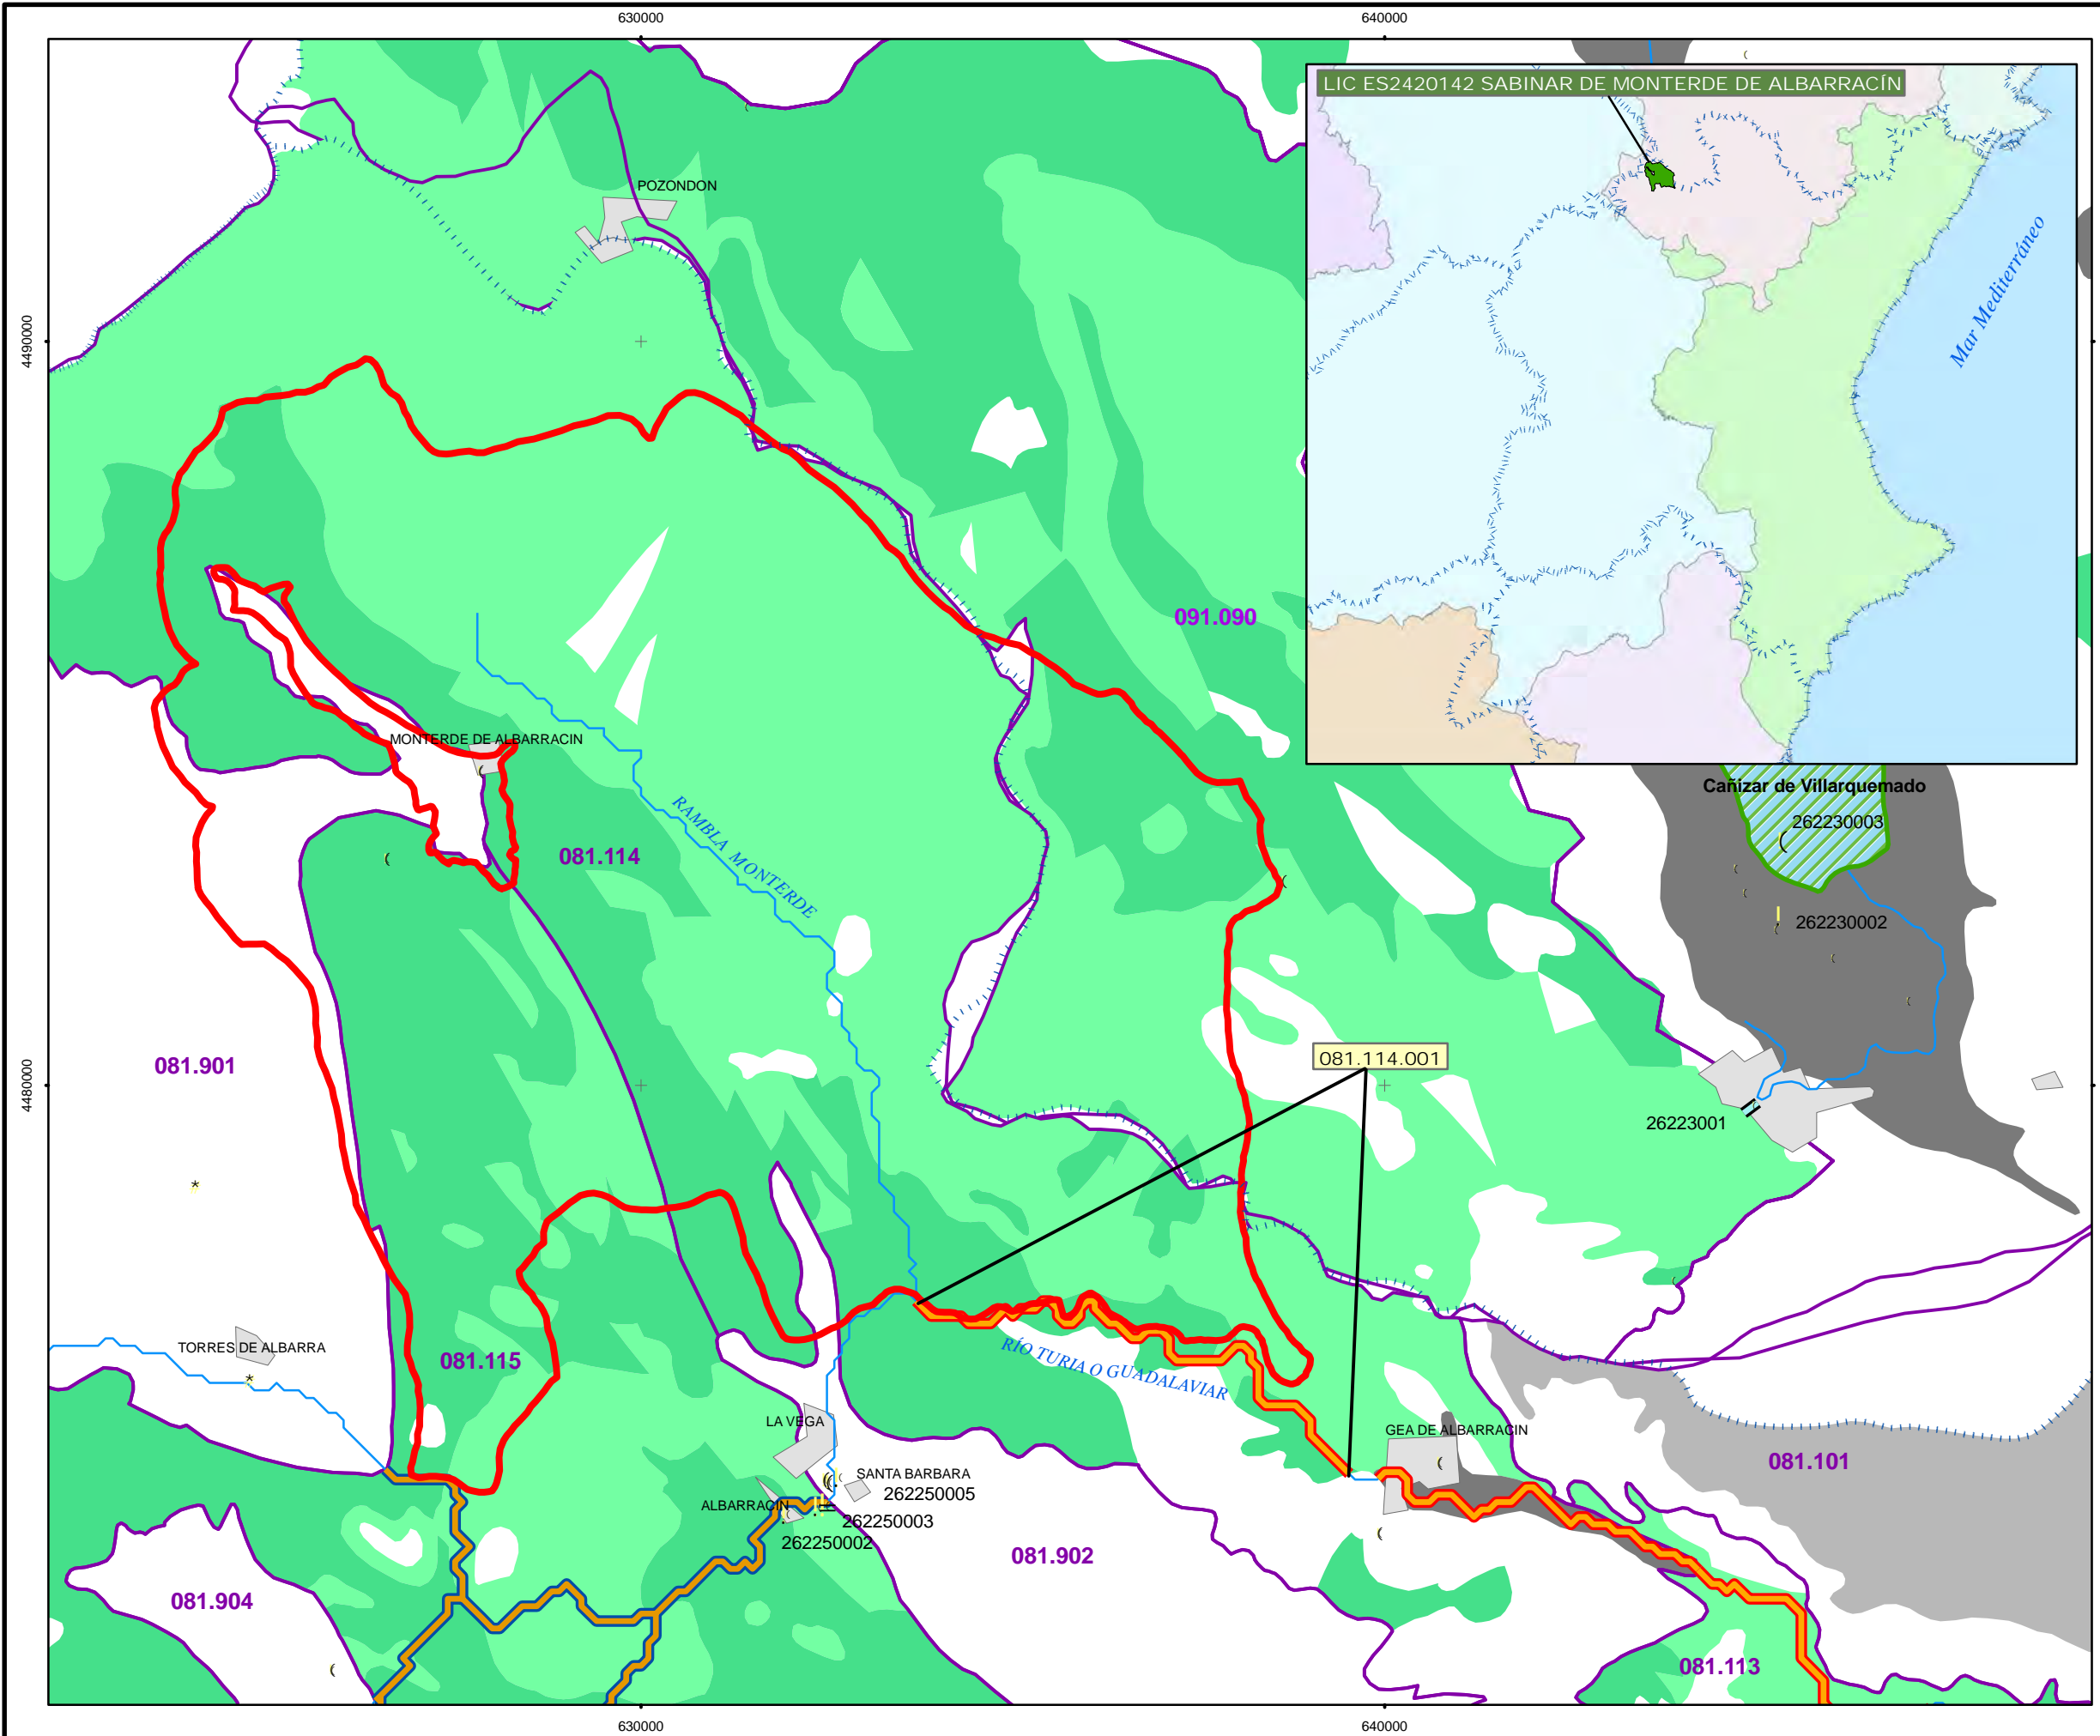 630000
640000
LIC ES2420142 SABINAR DE MONTERDE DE ALBARRACÍN
Mar Mediterráneo
POZONDON
4490000
091.090
MONTERDE DE ALBARRACIN
Cañizar de Villarquemado
262230003
RAMBLA MONTERDE
081.114
262230002
081.901
081.114.001
4480000
26223001
TORRES DE ALBARRA
081.115
RÍO TURIA O GUADALAVIAR
LA VEGA
GEA DE ALBARRACIN
081.101
SANTA BARBARA
262250005
ALBARRACIN
262250003
262250002
081.902
081.904
081.113
630000
640000